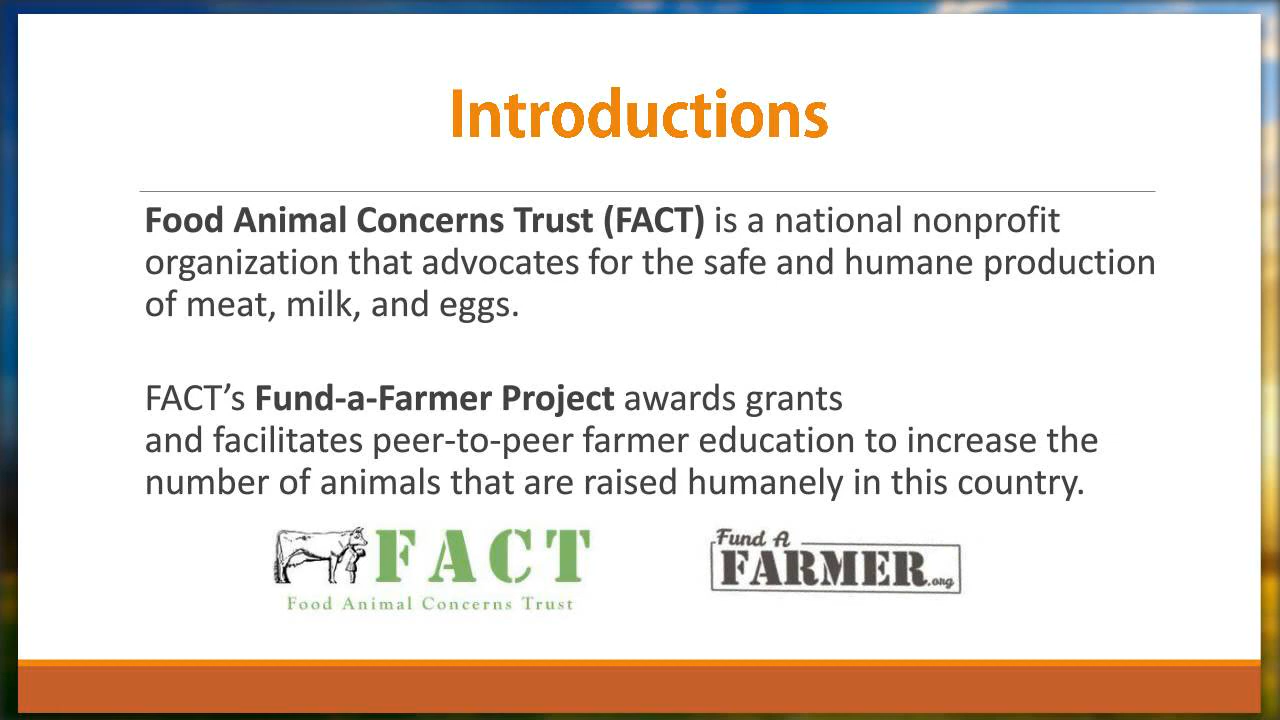 Introductions
Food Animal Concerns Trust (FACT) is a national nonprofit
organization that advocates for the safe and humane production
of meat, milk, and eggs.
FACT’s Fund-a-Farmer Project awards grants
and facilitates peer-to-peer farmer education to increase the
number of animals that are raised humanely in this country.
FACT
Food Animal Concerns Trust
Fund A
FARMER.org